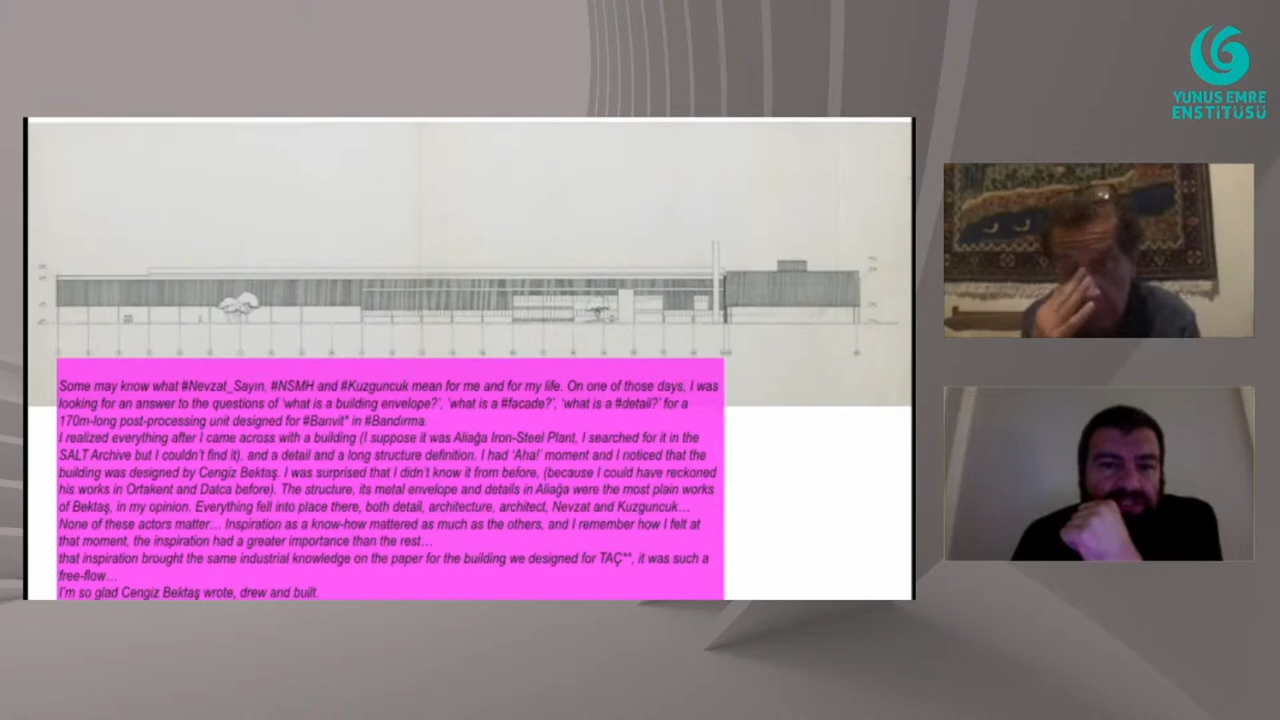 YUNUS EMRE
ENSTİTÜSÜ
Some may know what #Nevzat_Sayın, #NSMH and #Kuzguncuk mean for me and for my life. On one of those days, I was
looking for an answer to the questions of 'what is a building envelope?', 'what is a #facade?', 'what is a #detail?' for a
170m-long post-processing unit designed for #Banvit* in #Bandırma.
I realized everything after I came across with a building (I suppose it was Aliağa Iron-Steel Plant, I searched for it in the
SALT Archive but I couldn't find it), and a detail and a long structure definition. I had 'Aha!' moment and I noticed that the
building was designed by Cengiz Bektaş. I was surprised that I didn't know it from before, (because I could have reckoned
his works in Ortakent and Datca before). The structure, its metal envelope and details in Aliağa were the most plain works
of Bektaş, in my opinion. Everything fell into place there, both detail, architecture, architect, Nevzat and Kuzguncuk…
None of these actors matter… Inspiration as a know-how mattered as much as the others, and I remember how I felt at
that moment, the inspiration had a greater importance than the rest…
that inspiration brought the same industrial knowledge on the paper for the building we designed for TAÇ**, it was such a
free-flow…
I'm so glad Cengiz Bektaş wrote, drew and built.